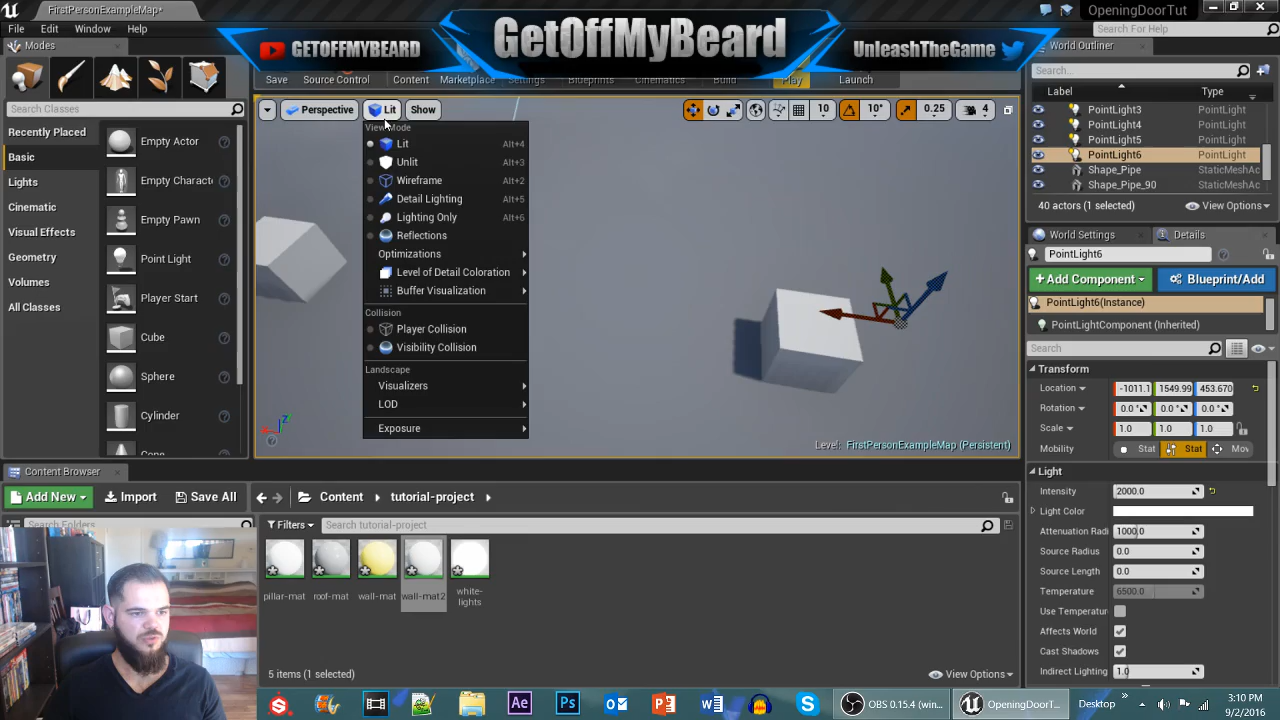 FirstPersonExampleMap*
OpeningDoorTut
File Edit Window Help
Search For Help
GETOFFMYBEARD
GetOffMyBeard
UnleashTheGame
Modes
World Outliner
Save Source Control Content Marketplace Settings Blueprints Cinematics Build Play Launch
Search Classes
Perspective Lit Show
10 10° 0.25 4
Search...
Label Type
PointLight3 PointLight
PointLight4 PointLight
PointLight5 PointLight
PointLight6 PointLight
Shape_Pipe StaticMeshAc
Shape_Pipe_90 StaticMeshAc
40 actors (1 selected) View Options
Recently Placed
Basic
Lights
Cinematic
Visual Effects
Geometry
Volumes
All Classes
Empty Actor
Empty Charact
Empty Pawn
Point Light
Player Start
Cube
Sphere
Cylinder
Cone
View Mode
Lit Alt+4
Unlit Alt+3
Wireframe Alt+2
Detail Lighting Alt+5
Lighting Only Alt+6
Reflections
Optimizations
Level of Detail Coloration
Buffer Visualization
Collision
Player Collision
Visibility Collision
Landscape
Visualizers
LOD
Exposure
Z
Level: FirstPersonExampleMap (Persistent)
World Settings Details
PointLight6
+Add Component Blueprint/Add
PointLight6(Instance)
PointLightComponent (Inherited)
Search
Transform
Location -1011.1 1549.99 453.670
Rotation 0.0 ° 0.0 ° 0.0 °
Scale 1.0 1.0 1.0
Mobility Stat Stat Mov
Light
Intensity 2000.0
Light Color
Attenuation Radi 1000.0
Source Radius 0.0
Source Length 0.0
Temperature 6500.0
Use Temperatur
Affects World
Cast Shadows
Indirect Lighting 1.0
Content Browser
Add New Import Save All Content tutorial-project
Search Folders
Filters Search tutorial-project
pillar-mat roof-mat wall-mat wall-mat2 white-
lights
5 items (1 selected) View Options
Ae Ps W OBS 0.15.4 (win... OpeningDoorT... Desktop
3:10 PM
9/2/2016